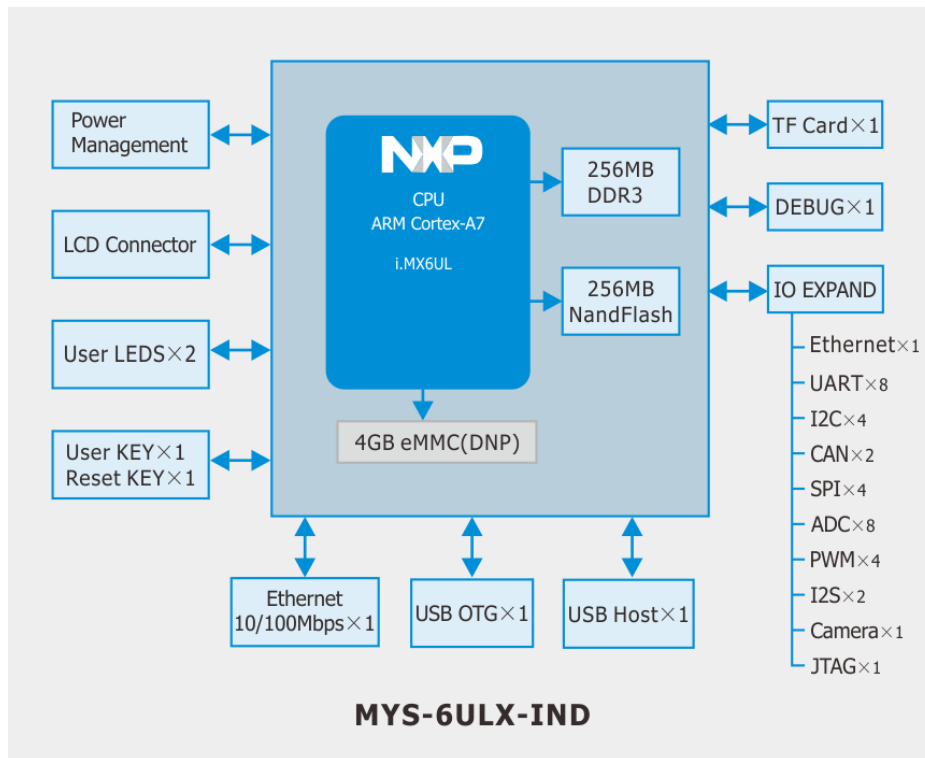 Power
Management
LCD Connector
User LEDS×2
User KEY×1
Reset KEY×1
NXP
CPU
ARM Cortex-A7
i.MX6UL
256MB
DDR3
256MB
NandFlash
4GB eMMC(DNP)
TF Card×1
DEBUG×1
IO EXPAND
Ethernet×1
UART×8
I2C×4
CAN×2
SPI×4
ADC×8
PWM×4
I2S×2
Camera×1
JTAG×1
Ethernet
10/100Mbps×1
USB OTG×1
USB Host×1
MYS-6ULX-IND